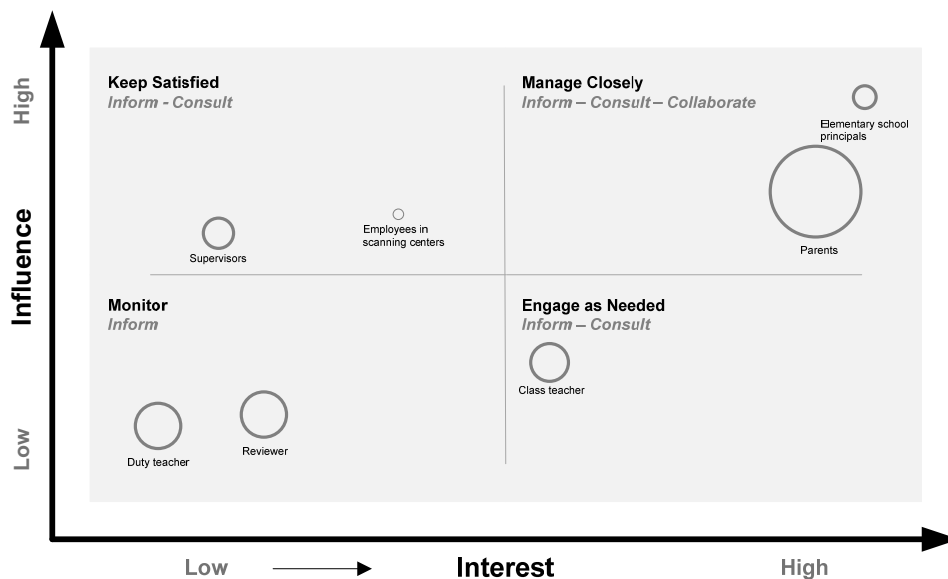 High
Influence
Low
Keep Satisfied
Inform - Consult
Manage Closely
Inform – Consult – Collaborate
Elementary school
principals
Parents
Supervisors
Employees in
scanning centers
Monitor
Inform
Engage as Needed
Inform – Consult
Class teacher
Duty teacher
Reviewer
Low
Interest
High